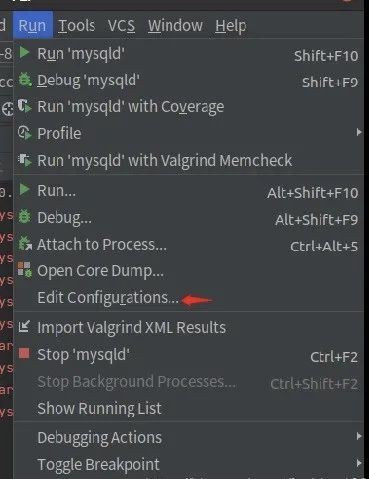 Run Tools VCS Window Help
Run 'mysqld' Shift+F10
Debug 'mysqld' Shift+F9
Run 'mysqld' with Coverage
Profile
Run 'mysqld' with Valgrind Memcheck
Run... Alt+Shift+F10
Debug... Alt+Shift+F9
Attach to Process... Ctrl+Alt+5
Open Core Dump...
Edit Configurations...
Import Valgrind XML Results
Stop 'mysqld' Ctrl+F2
Stop Background Processes... Ctrl+Shift+F2
Show Running List
Debugging Actions
Toggle Breakpoint